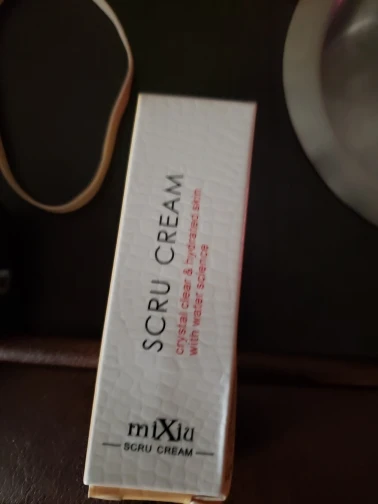 SCRU CREAM
crystal clear & hydrated skin
with water science
miXiu
SCRU CREAM